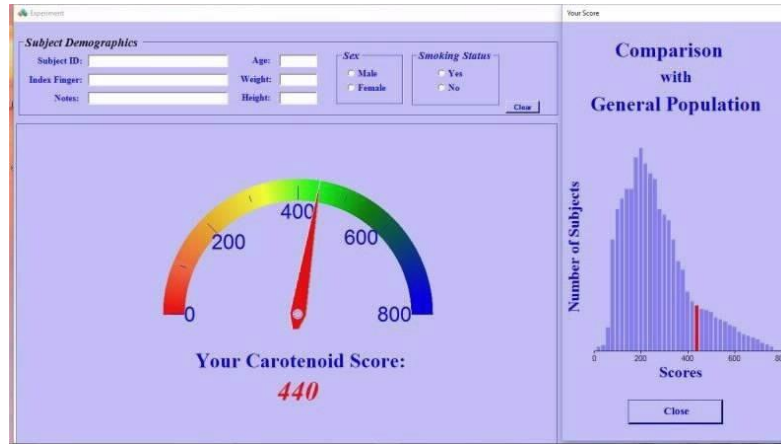 Experiment
Subject Demographics
Subject ID:
Age:
Sex
Smoking Status
Index Finger:
Weight:
Male
Yes
Notes:
Height:
Female
No
Clear
0
200
400
600
800
Your Carotenoid Score:
440
Your Score
Comparison
with
General Population
Number of Subjects
0
200
400
600
Scores
Close